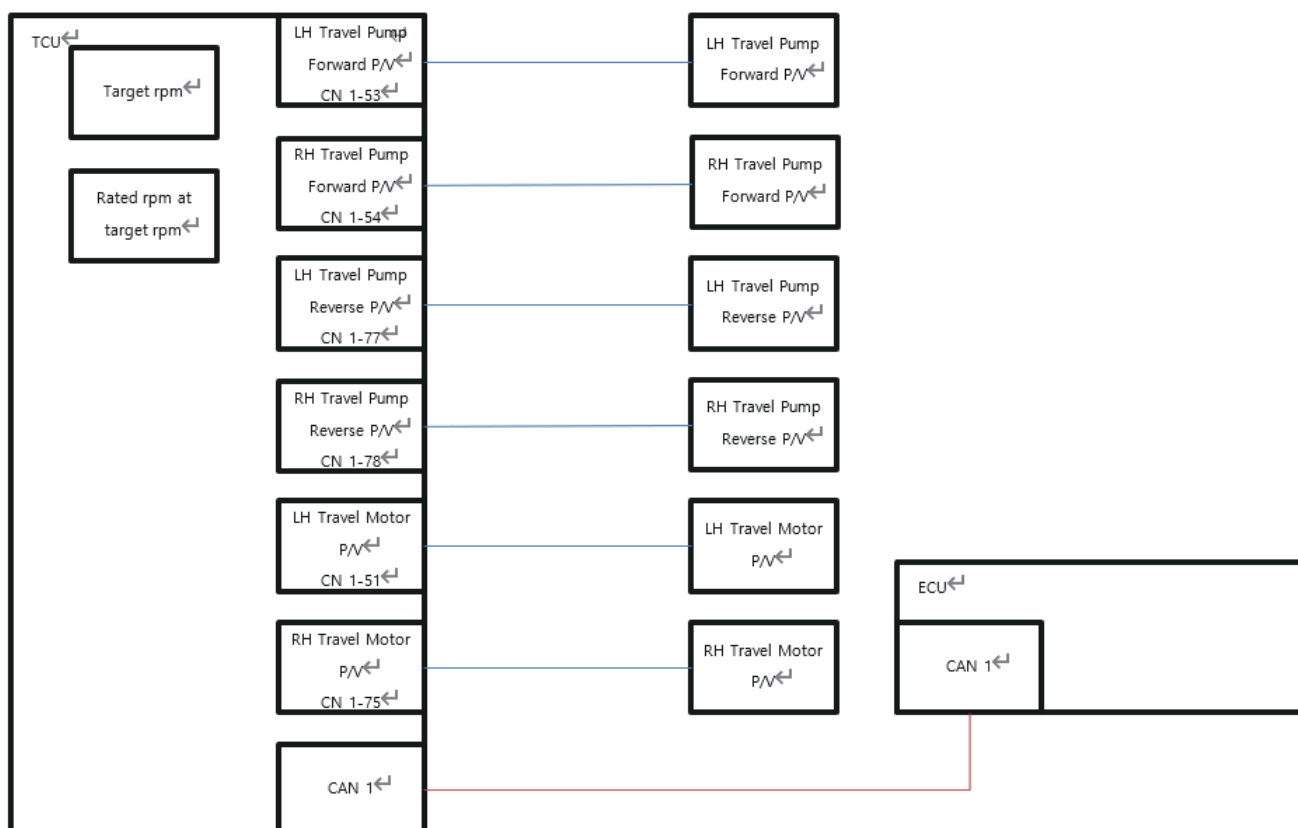 TCU
Target rpm
Rated rpm at
target rpm
LH Travel Pump
Forward P/V
CN 1-53
RH Travel Pump
Forward P/V
CN 1-54
LH Travel Pump
Reverse P/V
CN 1-77
RH Travel Pump
Reverse P/V
CN 1-78
LH Travel Motor
P/V
CN 1-51
RH Travel Motor
P/V
CN 1-75
CAN 1
LH Travel Pump
Forward P/V
RH Travel Pump
Forward P/V
LH Travel Pump
Reverse P/V
RH Travel Pump
Reverse P/V
LH Travel Motor
P/V
RH Travel Motor
P/V
ECU
CAN 1